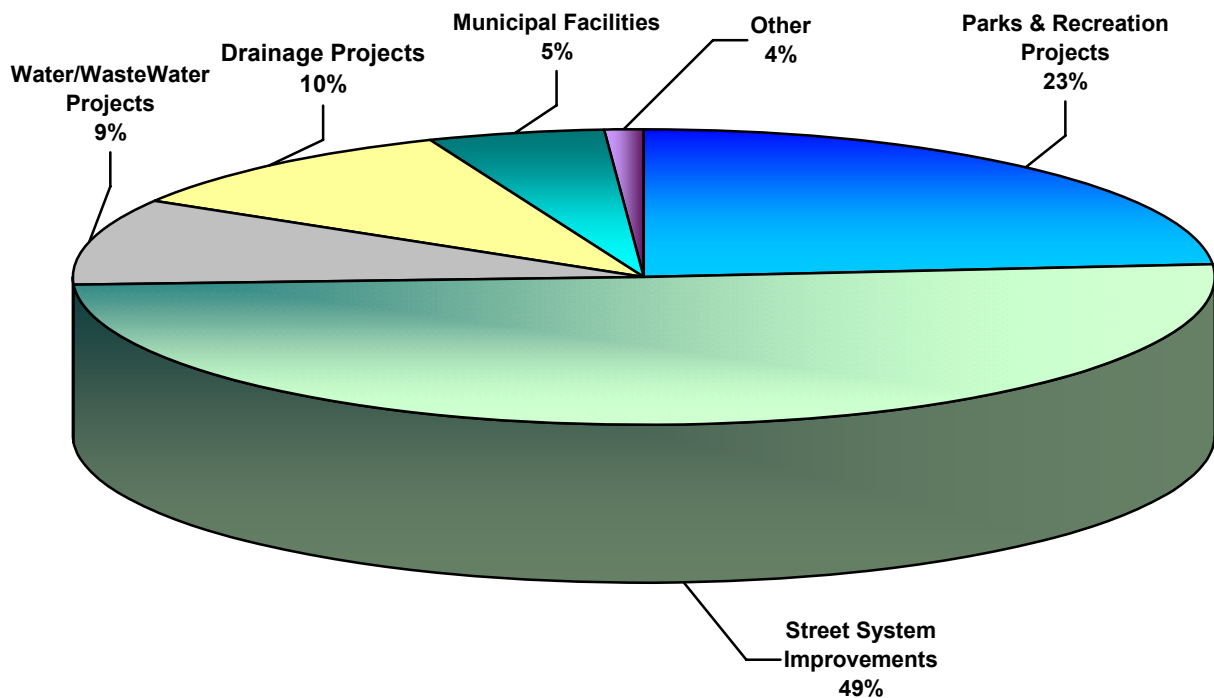 Municipal Facilities
5%
Other
4%
Parks & Recreation
Projects
23%
Drainage Projects
10%
Water/WasteWater
Projects
9%
Street System
Improvements
49%